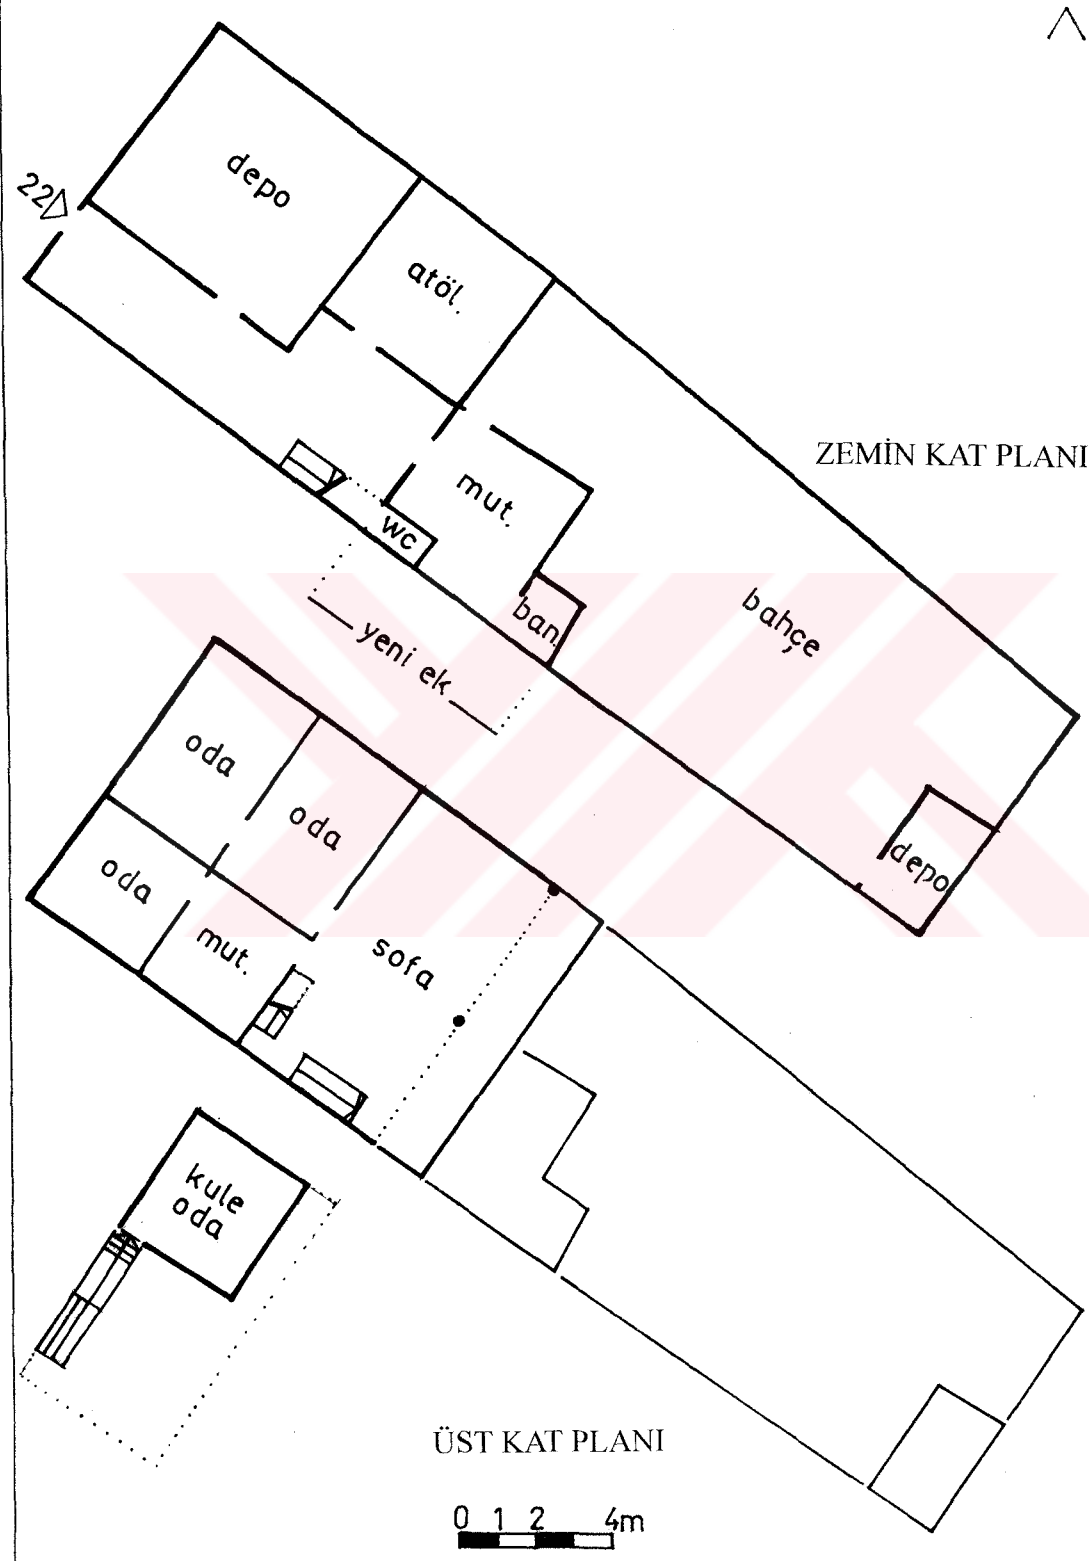 depo
22
atöl.
ZEMİN KAT PLANI
mut.
wc
ban.
bahçe
yeni ek
depo
oda
oda
oda
mut.
sofa
kule
oda
ÜST KAT PLANI
0 1 2 4m